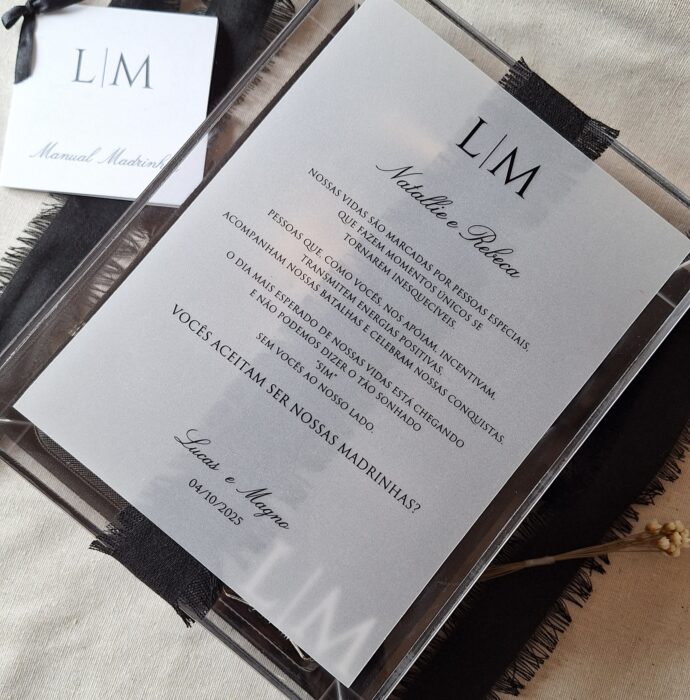 L|M
Manual Madrinha
L|M
Natallie e Rebeca
NOSSAS VIDAS SÃO MARCADAS POR PESSOAS ESPECIAIS,
QUE FAZEM MOMENTOS ÚNICOS SE
TORNAREM INESQUECÍVEIS.
PESSOAS QUE, COMO VOCÊS, NOS APÓIAM, INCENTIVAM,
TRANSMITEM ENERGIAS POSITIVAS,
ACOMPANHAM NOSSAS BATALHAS E CELEBRAM NOSSAS CONQUISTAS.
O DIA MAIS ESPERADO DE NOSSAS VIDAS ESTÁ CHEGANDO
E NÃO PODEMOS DIZER O TÃO SONHADO
"SIM"
SEM VOCÊS AO NOSSO LADO.
VOCÊS ACEITAM SER NOSSAS MADRINHAS?
Lucas e Magno
04/10/2025
L|M